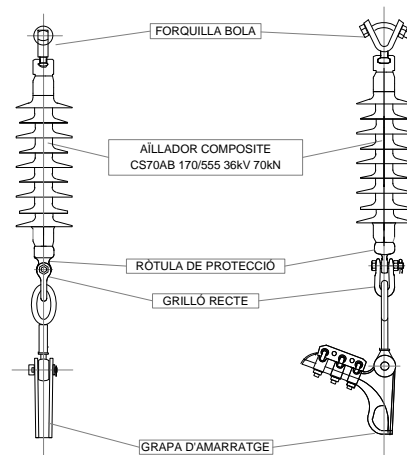 FORQUILLA BOLA
AÏLLADOR COMPOSITE
CS70AB 170/555 36kV 70kN
RÒTULA DE PROTECCIÓ
GRILLÓ RECTE
GRAPA D'AMARRATGE